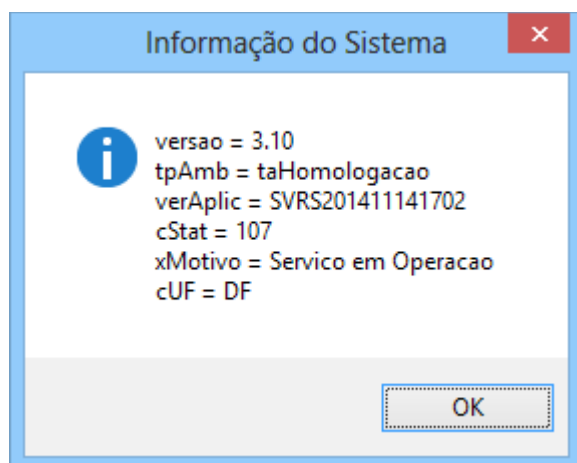 Informação do Sistema
versao = 3.10
tpAmb = taHomologacao
verAplic = SVRS201411141702
cStat = 107
xMotivo = Servico em Operacao
cUF = DF
OK